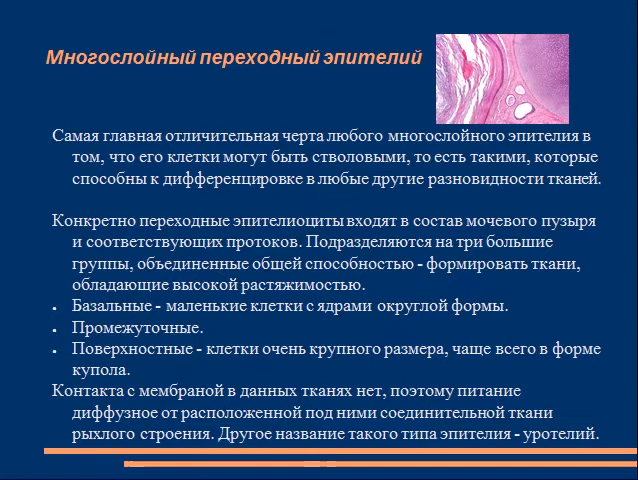 Многослойный переходный эпителий
Самая главная отличительная черта любого многослойного эпителия в
том, что его клетки могут быть стволовыми, то есть такими, которые
способны к дифференцировке в любые другие разновидности тканей.
Конкретно переходные эпителиоциты входят в состав мочевого пузыря
и соответствующих протоков. Подразделяются на три большие
группы, объединенные общей способностью - формировать ткани,
обладающие высокой растяжимостью.
● Базальные - маленькие клетки с ядрами округлой формы.
● Промежуточные.
● Поверхностные - клетки очень крупного размера, чаще всего в форме
купола.
Контакта с мембраной в данных тканях нет, поэтому питание
диффузное от расположенной под ними соединительной ткани
рыхлого строения. Другое название такого типа эпителия - уротелий.